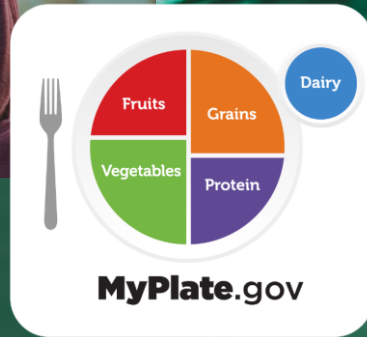 Fruits
Grains
Dairy
Vegetables
Protein
MyPlate.gov